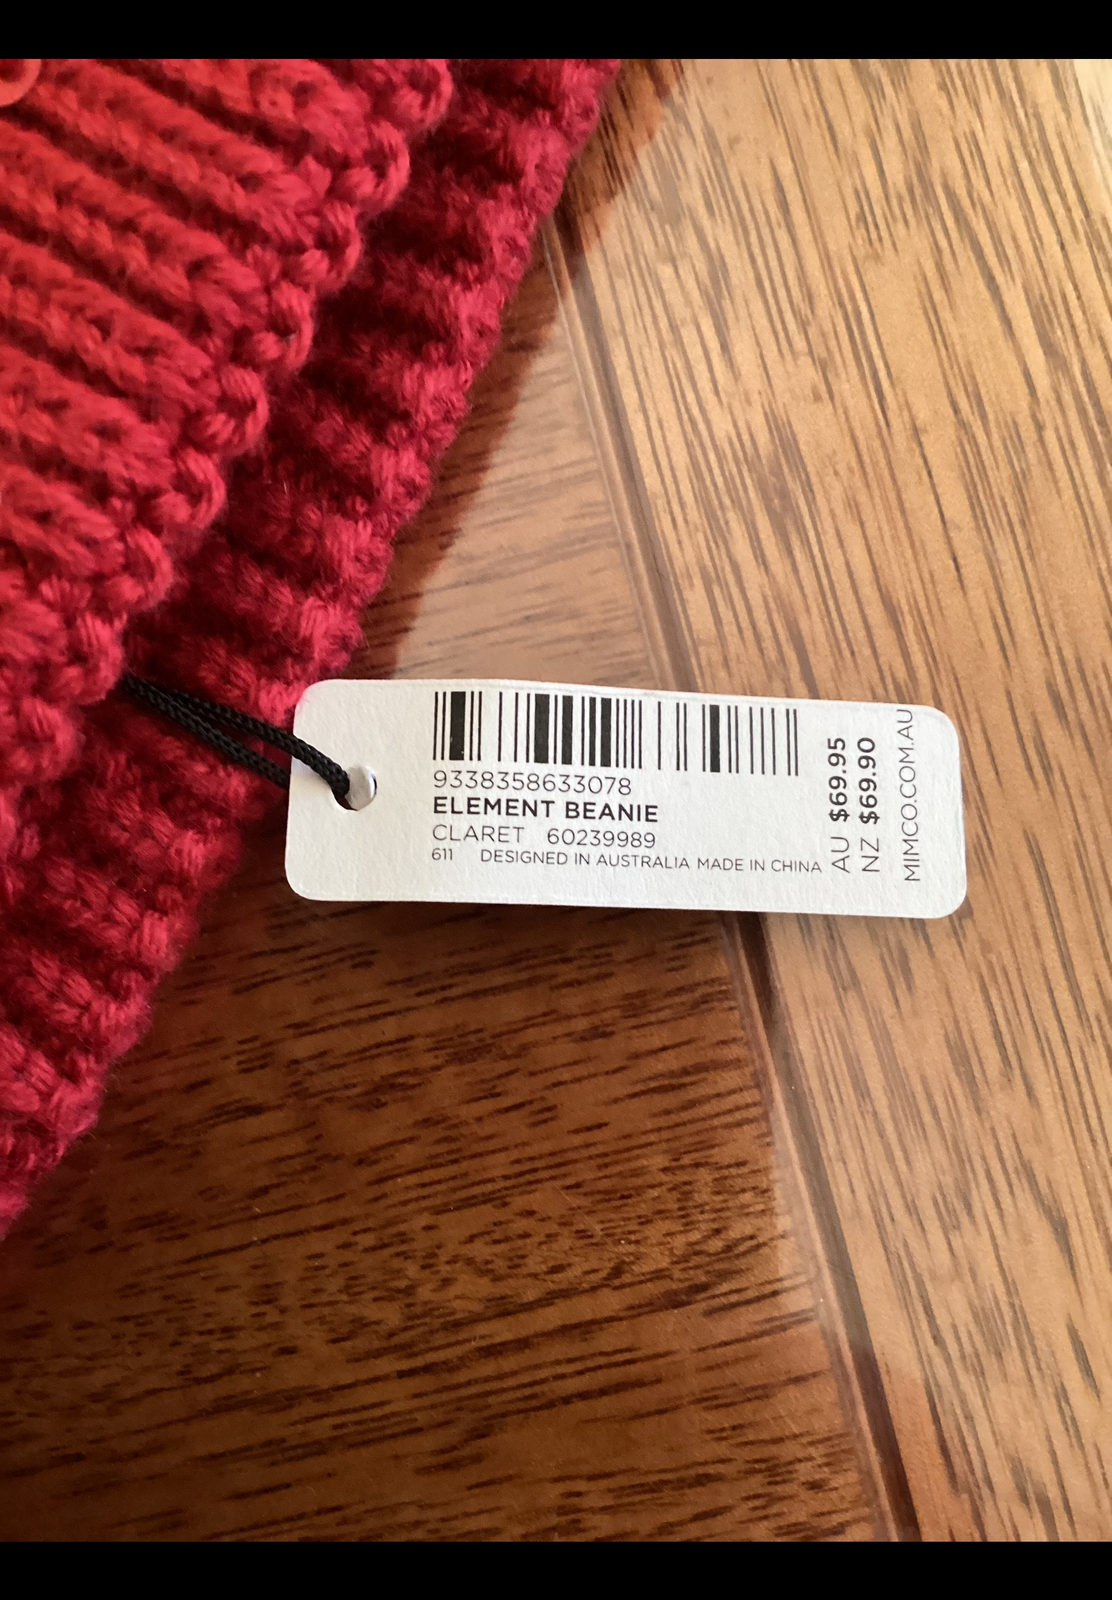 9338358633078
ELEMENT BEANIE
CLARET 60239989
611 DESIGNED IN AUSTRALIA MADE IN CHINA
AU $69.95
NZ $69.90
MIMCO.COM.AU